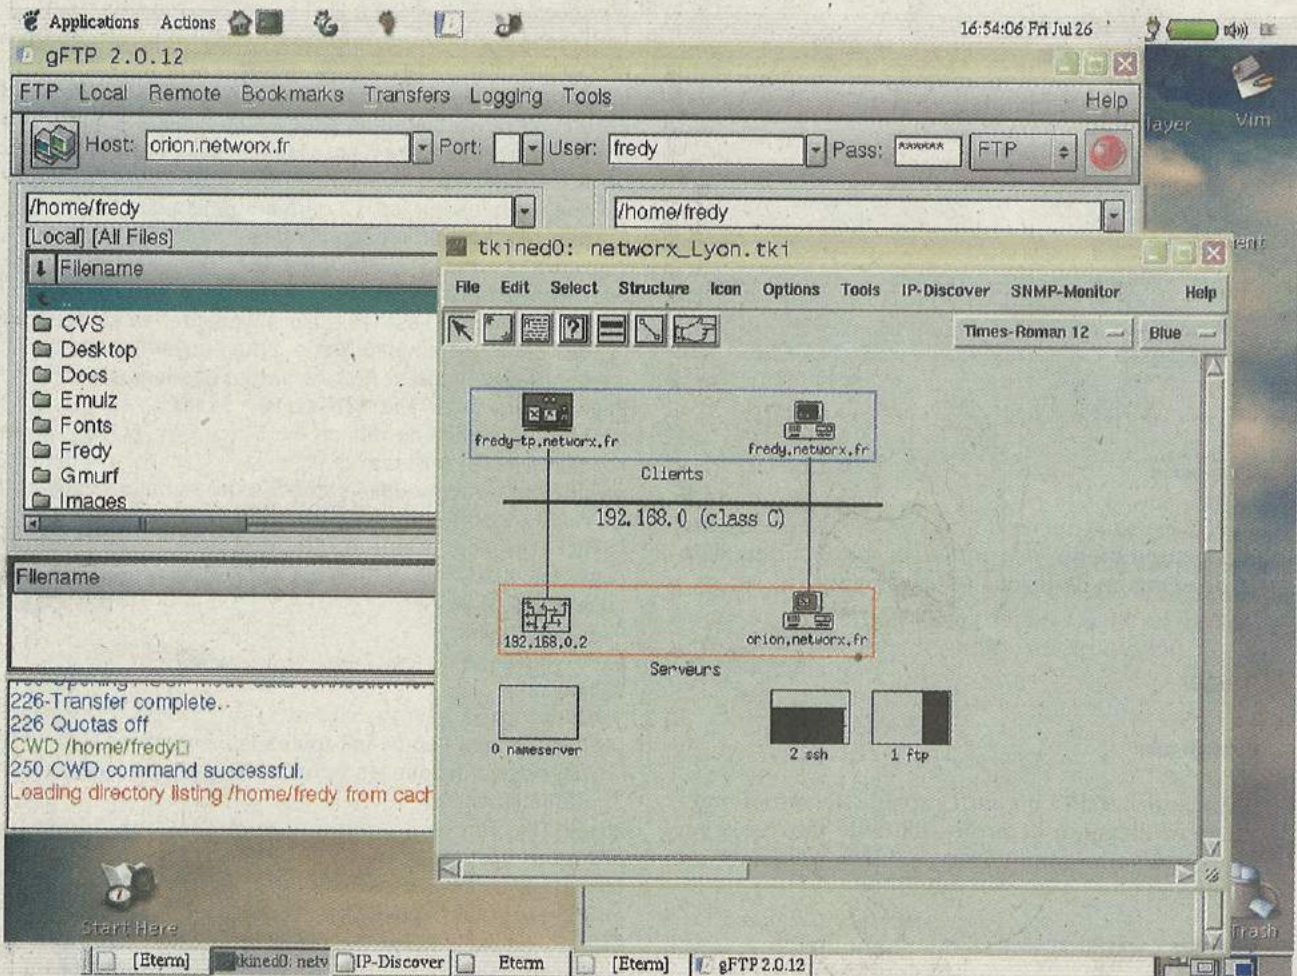 Applications Actions 16:54:06 Fri Jul 26
gFTP 2.0.12
FTP Local Remote Bookmarks Transfers Logging Tools Help
Host: orion.networx.fr Port: User: fredy Pass: ******* FTP
layer Vim
/home/fredy /home/fredy
[Local] [All Files]
Filename
..
CVS
Desktop
Docs
Emulz
Fonts
Fredy
Gmurf
Images
Filename
226-Transfer complete.
226 Quotas off
CWD /home/fredy
250 CWD command successful.
Loading directory listing /home/fredy from cach
tkined0: networx_Lyon.tki
File Edit Select Structure Icon Options Tools IP-Discover SNMP-Monitor Help
Times-Roman 12 Blue
fredy-tp.networx.fr fredy.networx.fr
Clients
192.168.0 (class C)
192.168.0.2 orion.networx.fr
Serveurs
0 nameserver 2 ssh 1 ftp
Start Here
Trash
[Eterm] tkined0: netw IP-Discover Eterm [Eterm] gFTP 2.0.12